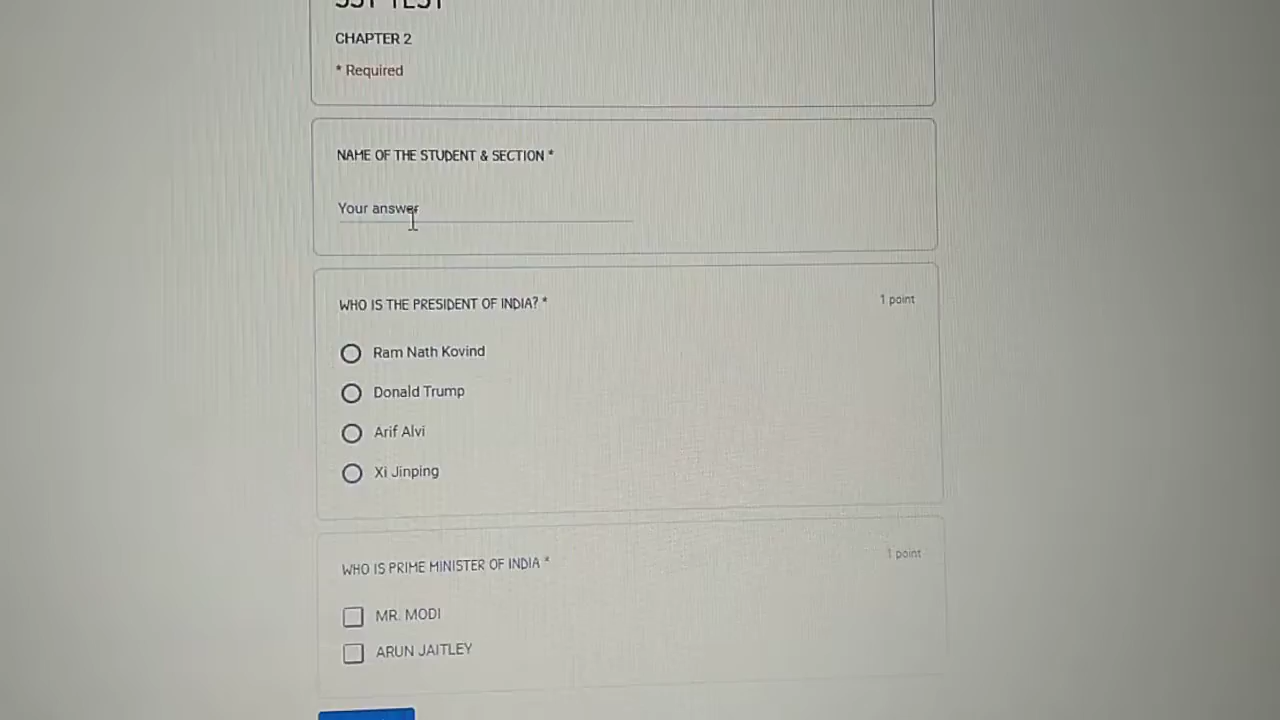 SST TEST
CHAPTER 2
* Required
NAME OF THE STUDENT & SECTION *
Your answer
WHO IS THE PRESIDENT OF INDIA? *
1 point
Ram Nath Kovind
Donald Trump
Arif Alvi
Xi Jinping
WHO IS PRIME MINISTER OF INDIA *
1 point
MR. MODI
ARUN JAITLEY